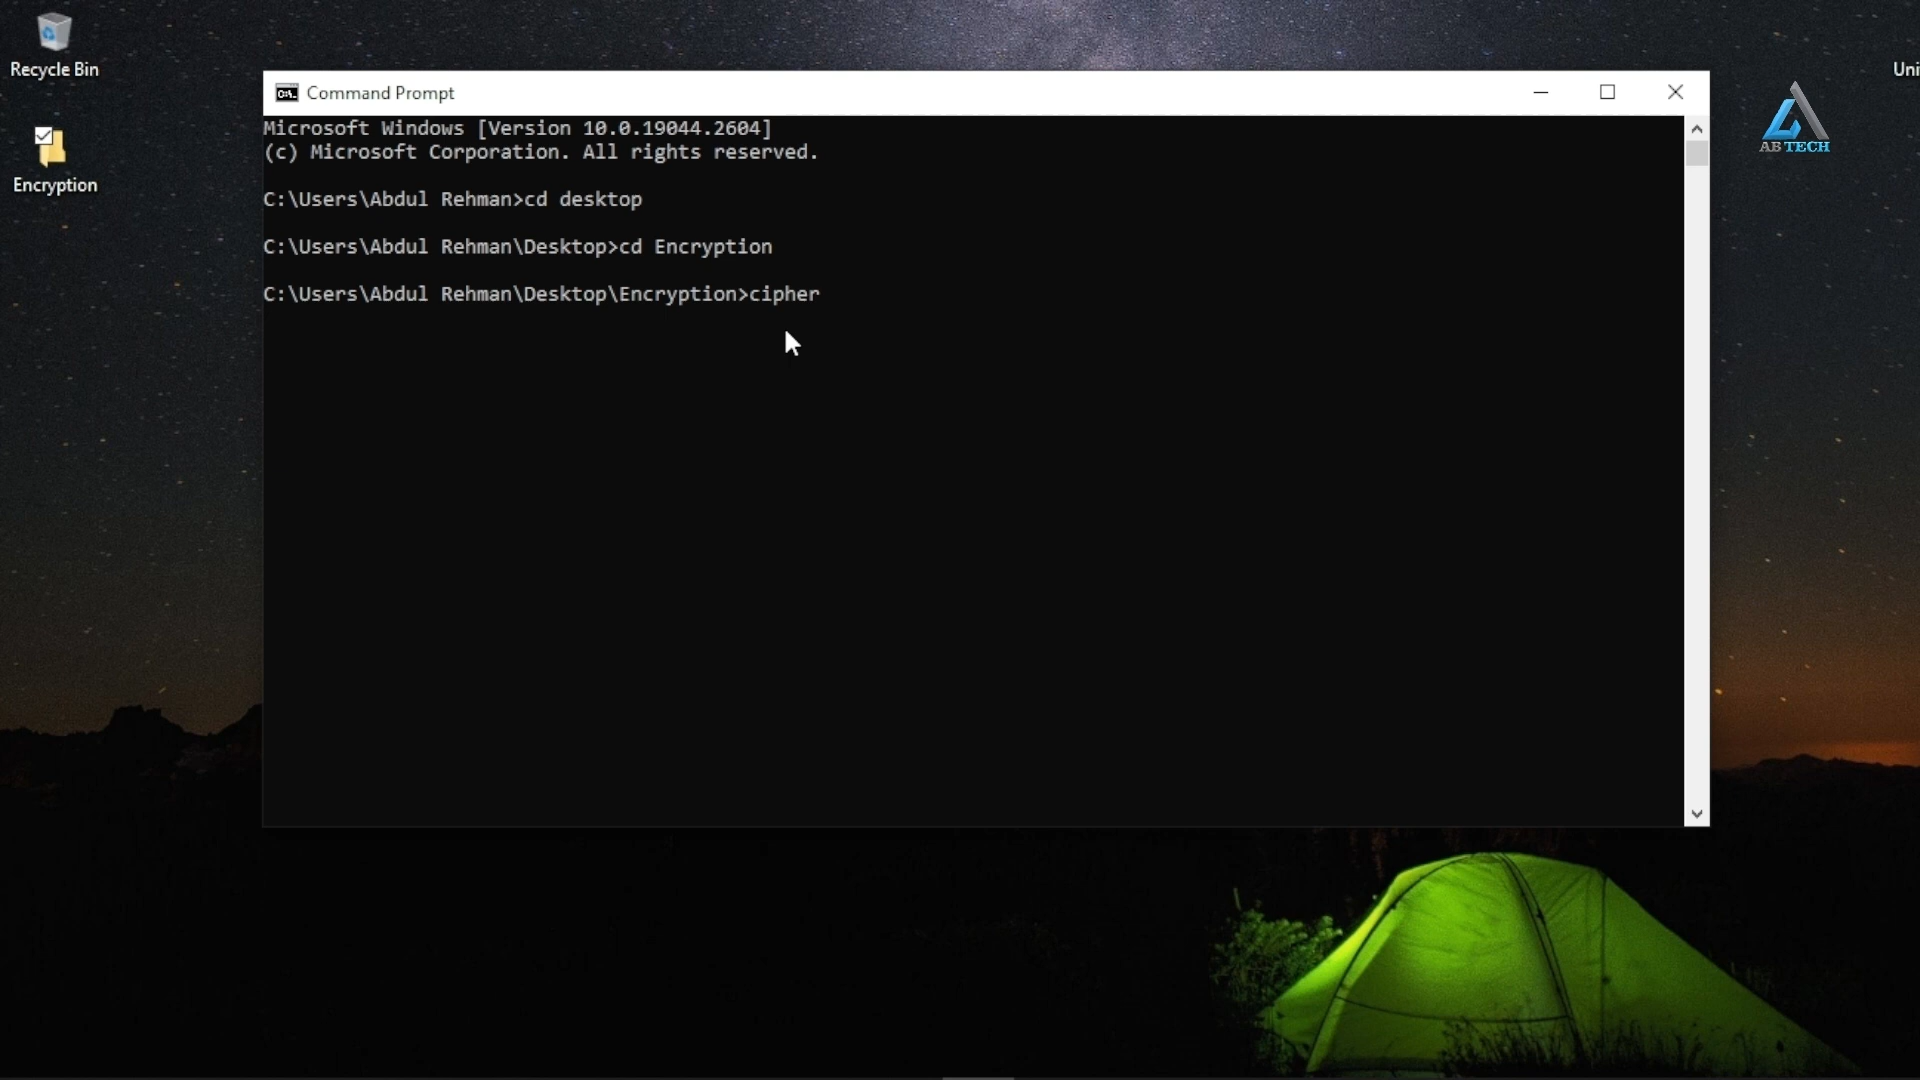 Recycle Bin
Encryption
Command Prompt
Microsoft Windows [Version 10.0.19044.2604]
(c) Microsoft Corporation. All rights reserved.
C:\Users\Abdul Rehman>cd desktop
C:\Users\Abdul Rehman\Desktop>cd Encryption
C:\Users\Abdul Rehman\Desktop\Encryption>cipher
Uni
AB TECH